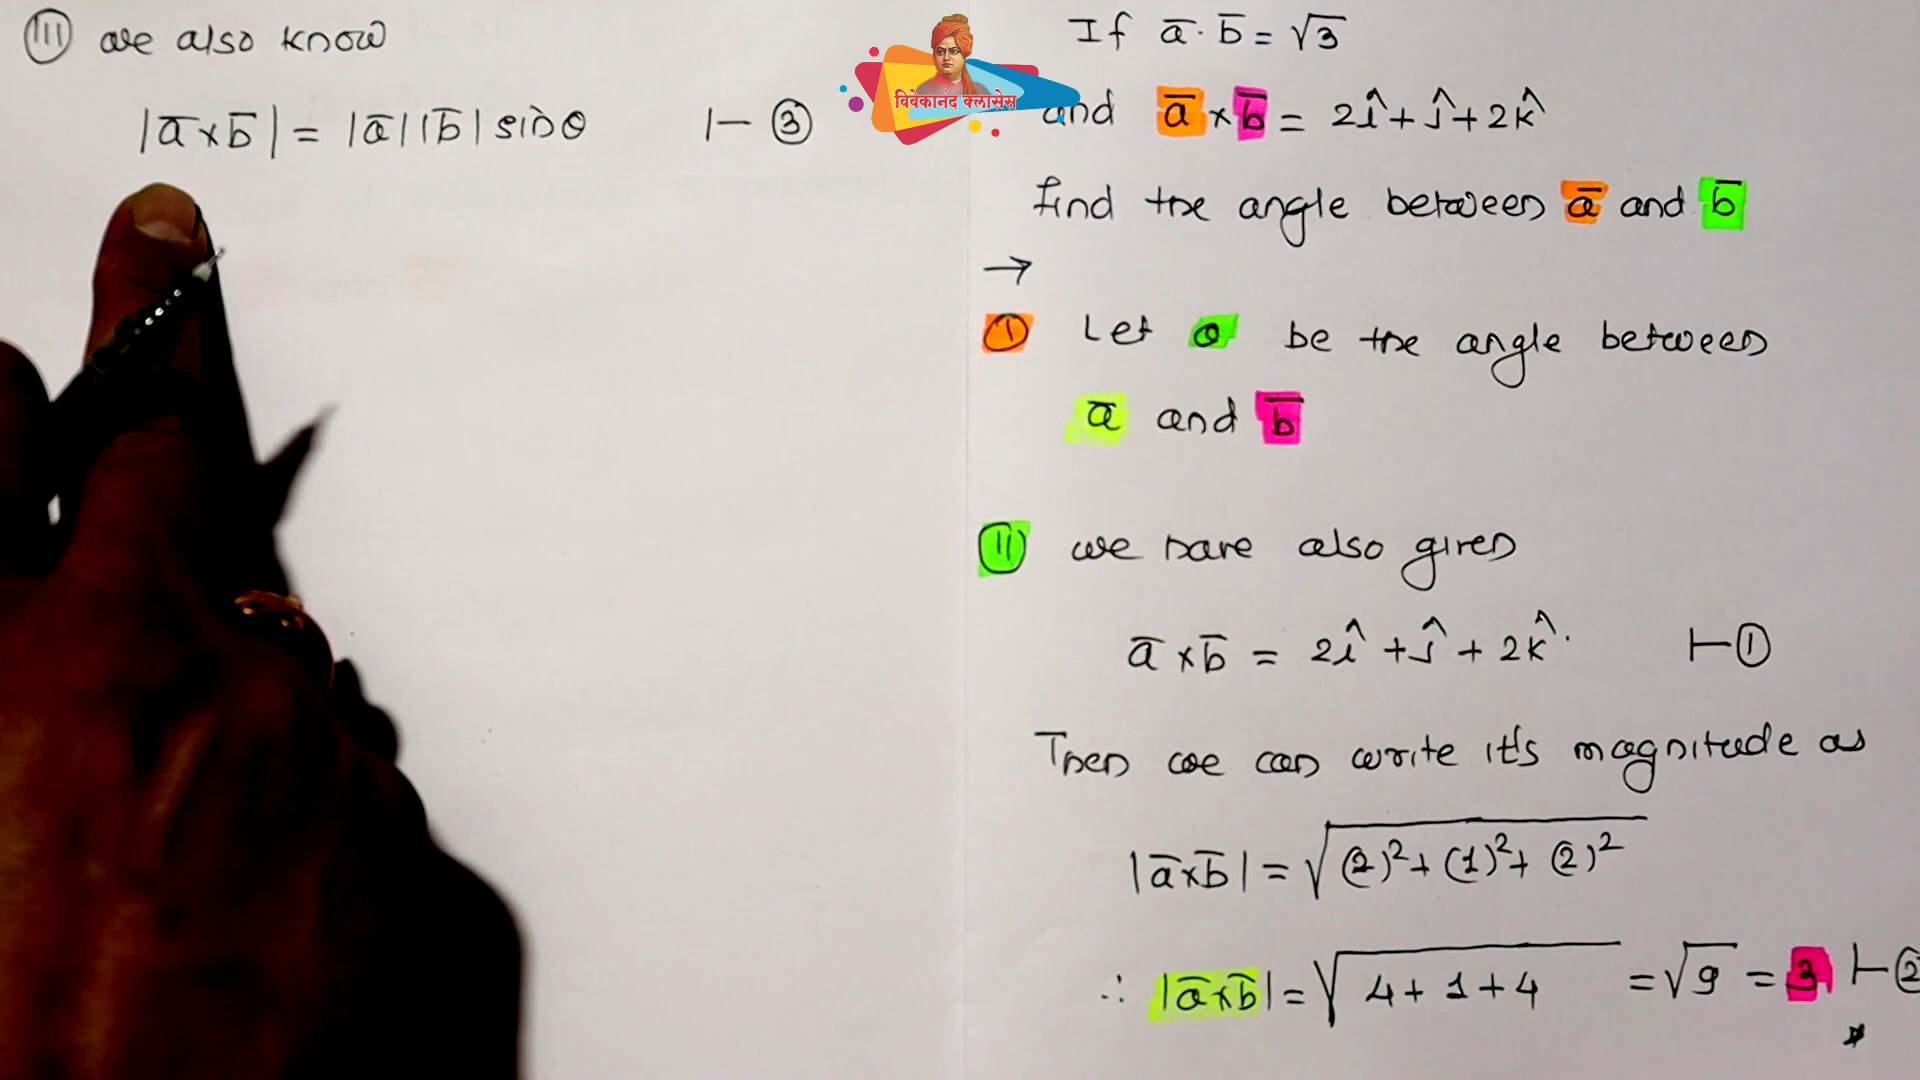 If a̅ · b̅ = √3
and a̅ × b̅ = 2î + ĵ + 2k̂
find the angle between a̅ and b̅
→
(I) Let θ be the angle between
a̅ and b̅
(II) we have also given
a̅ × b̅ = 2î + ĵ + 2k̂. ⊢ (1)
Then we can write it's magnitude as
|a̅ × b̅| = √((2)² + (1)² + (2)²)
∴ |a̅ × b̅| = √(4 + 1 + 4) = √9 = 3 ⊢ (2)
(III) we also know
|a̅ × b̅| = |a̅| |b̅| sin θ ⊢ (3)
विवेकानंद क्लासेस